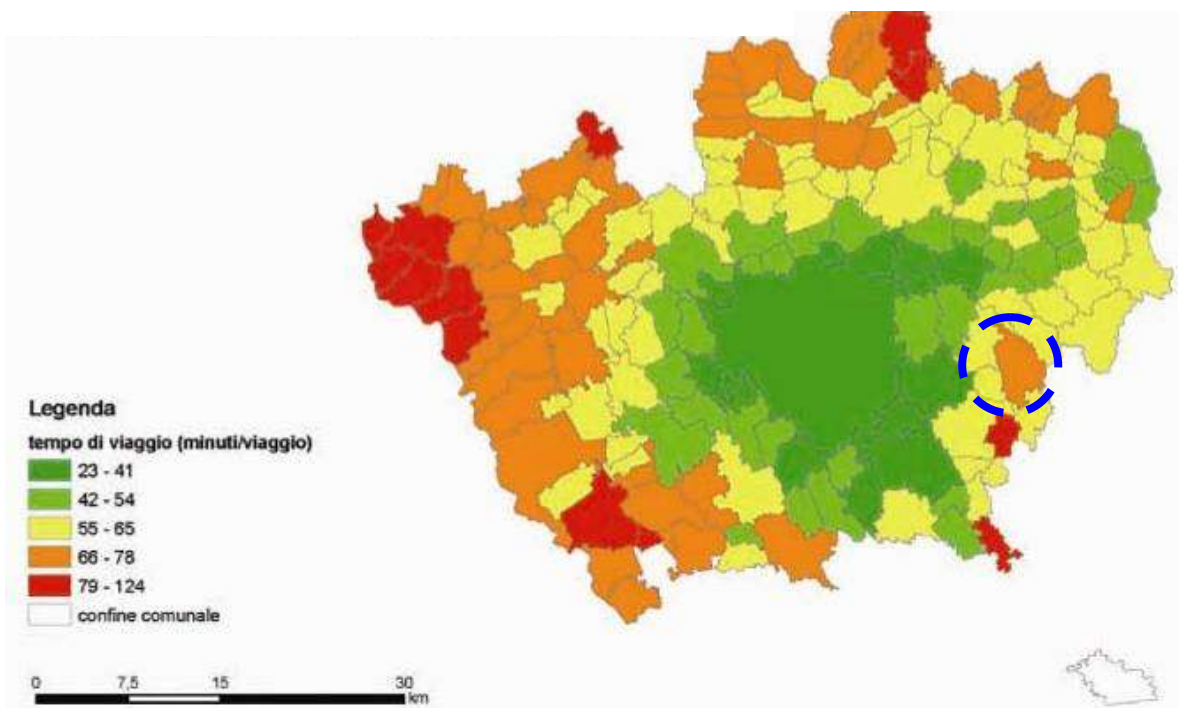 Legenda
tempo di viaggio (minuti/viaggio)
23 - 41
42 - 54
55 - 65
66 - 78
79 - 124
confine comunale
0 7,5 15 30
km